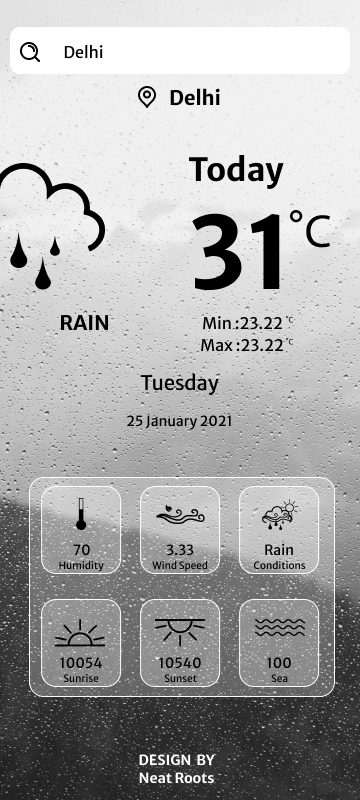 Delhi
Delhi
Today
31°C
RAIN
Min :23.22 °C
Max :23.22 °C
Tuesday
25 January 2021
70
Humidity
3.33
Wind Speed
Rain
Conditions
10054
Sunrise
10540
Sunset
100
Sea
DESIGN BY
Neat Roots